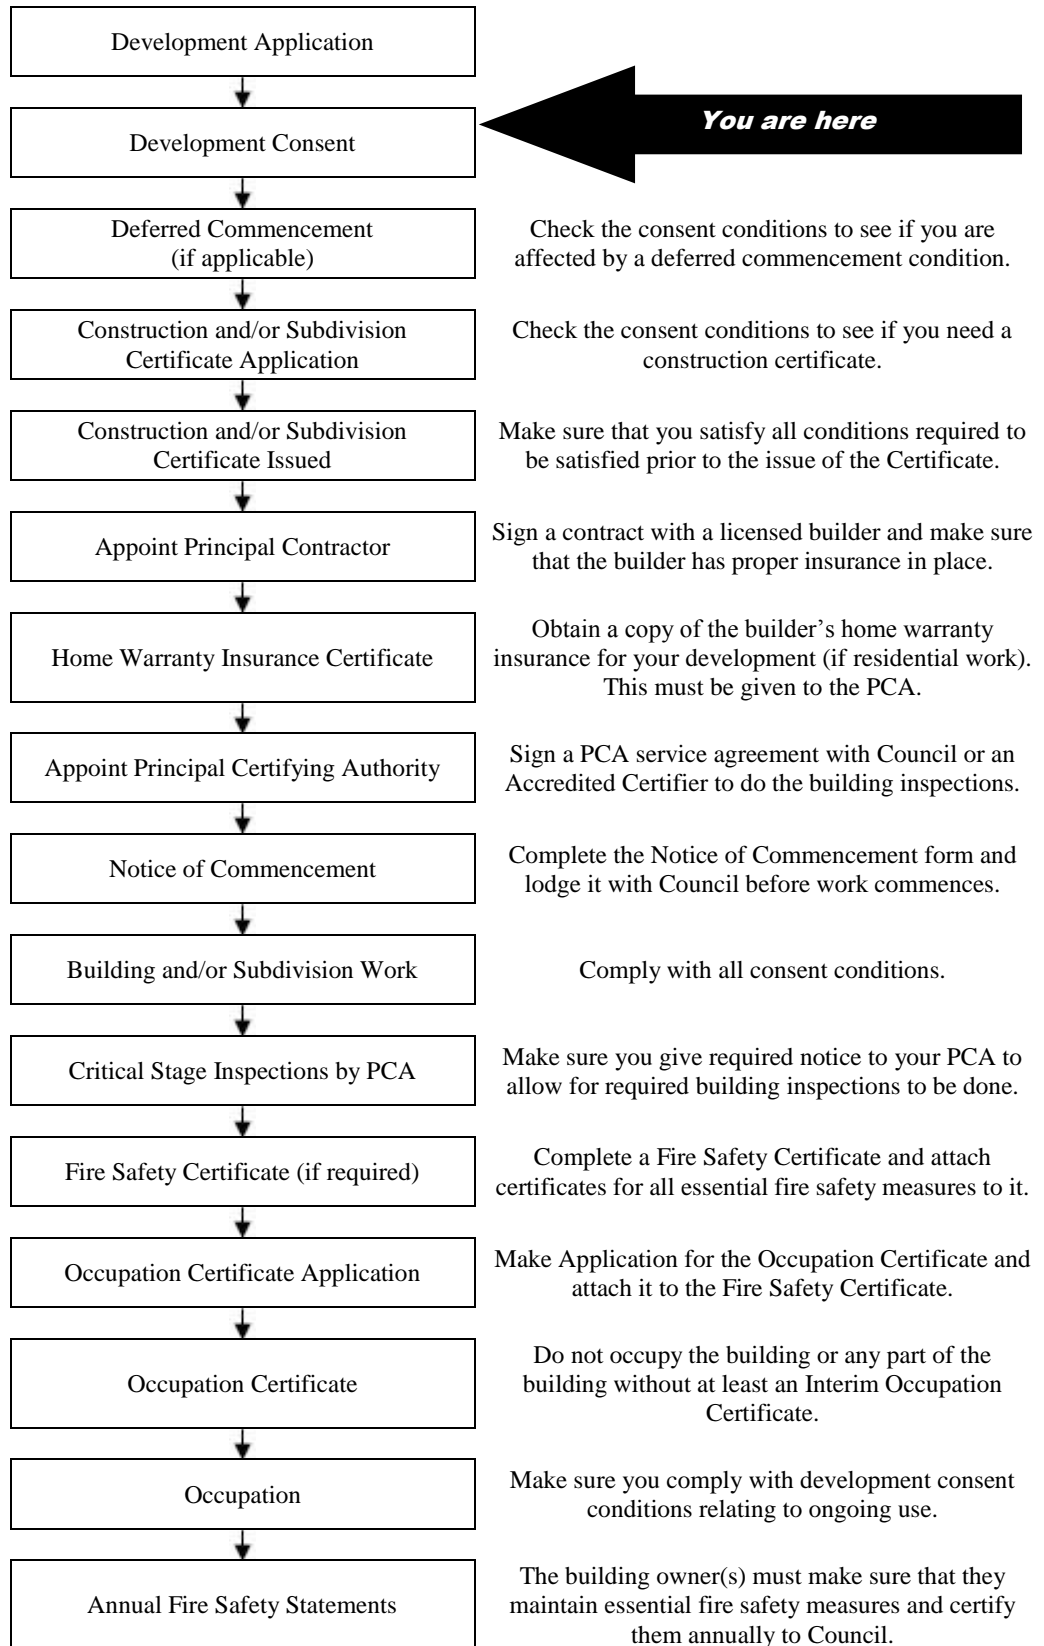 Development Application
Development Consent
You are here
Deferred Commencement
(if applicable)
Check the consent conditions to see if you are
affected by a deferred commencement condition.
Construction and/or Subdivision
Certificate Application
Check the consent conditions to see if you need a
construction certificate.
Construction and/or Subdivision
Certificate Issued
Make sure that you satisfy all conditions required to
be satisfied prior to the issue of the Certificate.
Appoint Principal Contractor
Sign a contract with a licensed builder and make sure
that the builder has proper insurance in place.
Home Warranty Insurance Certificate
Obtain a copy of the builder’s home warranty
insurance for your development (if residential work).
This must be given to the PCA.
Appoint Principal Certifying Authority
Sign a PCA service agreement with Council or an
Accredited Certifier to do the building inspections.
Notice of Commencement
Complete the Notice of Commencement form and
lodge it with Council before work commences.
Building and/or Subdivision Work
Comply with all consent conditions.
Critical Stage Inspections by PCA
Make sure you give required notice to your PCA to
allow for required building inspections to be done.
Fire Safety Certificate (if required)
Complete a Fire Safety Certificate and attach
certificates for all essential fire safety measures to it.
Occupation Certificate Application
Make Application for the Occupation Certificate and
attach it to the Fire Safety Certificate.
Occupation Certificate
Do not occupy the building or any part of the
building without at least an Interim Occupation
Certificate.
Occupation
Make sure you comply with development consent
conditions relating to ongoing use.
Annual Fire Safety Statements
The building owner(s) must make sure that they
maintain essential fire safety measures and certify
them annually to Council.